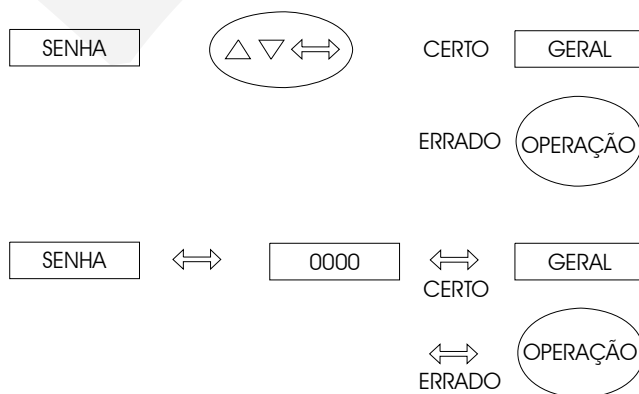 SENHA CERTO GERAL
ERRADO OPERAÇÃO
SENHA 0000 GERAL
CERTO
OPERAÇÃO
ERRADO